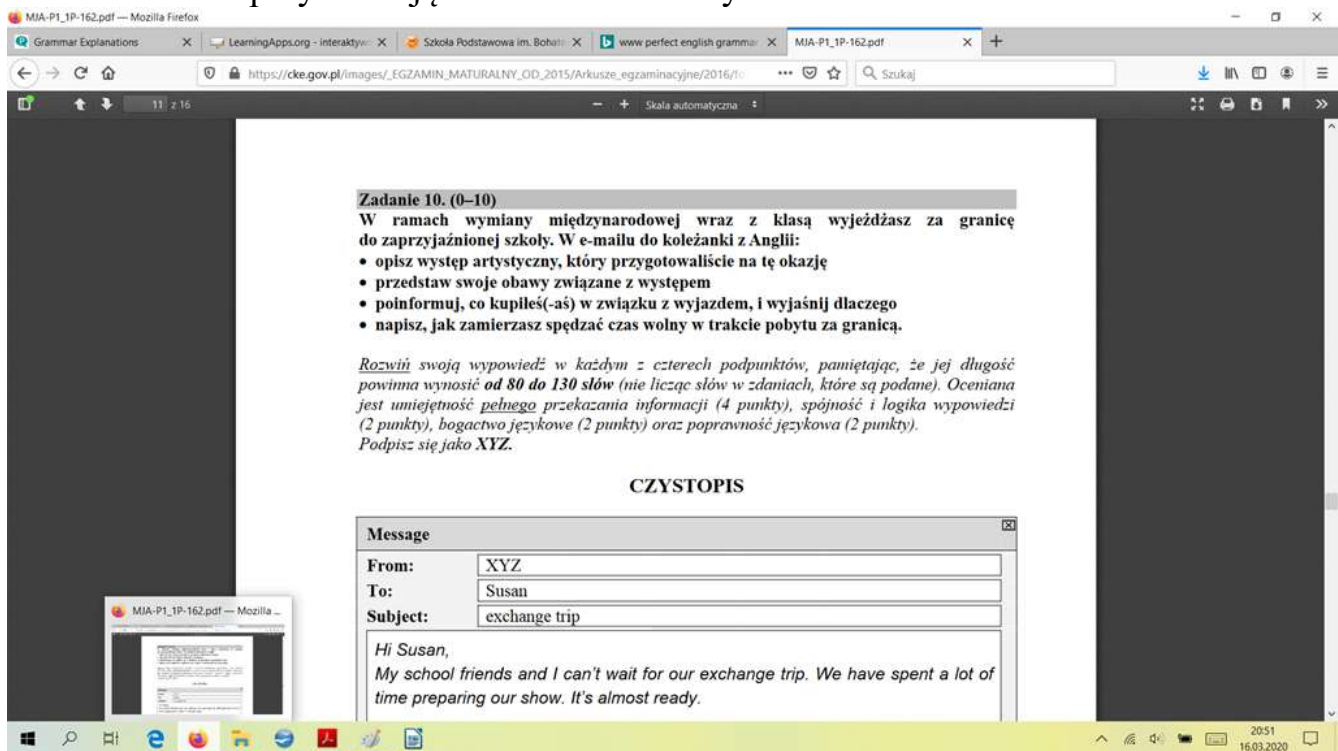 MJA-P1_1P-162.pdf — Mozilla Firefox
Grammar Explanations
LearningApps.org - interaktyw
Szkoła Podstawowa im. Bohat
www perfect english grammar
MJA-P1_1P-162.pdf
https://cke.gov.pl/images/_EGZAMIN_MATURALNY_OD_2015/Arkusze_egzaminacyjne/2016/fo
Szukaj
11 z 16
Skala automatyczna
Zadanie 10. (0–10)
W ramach wymiany międzynarodowej wraz z klasą wyjeżdżasz za granicę
do zaprzyjaźnionej szkoły. W e-mailu do koleżanki z Anglii:
• opisz występ artystyczny, który przygotowaliście na tę okazję
• przedstaw swoje obawy związane z występem
• poinformuj, co kupiłeś(-aś) w związku z wyjazdem, i wyjaśnij dlaczego
• napisz, jak zamierzasz spędzać czas wolny w trakcie pobytu za granicą.
Rozwiń swoją wypowiedź w każdym z czterech podpunktów, pamiętając, że jej długość
powinna wynosić od 80 do 130 słów (nie licząc słów w zdaniach, które są podane). Oceniana
jest umiejętność pełnego przekazania informacji (4 punkty), spójność i logika wypowiedzi
(2 punkty), bogactwo językowe (2 punkty) oraz poprawność językowa (2 punkty).
Podpisz się jako XYZ.
CZYSTOPIS
Message
From: XYZ
To: Susan
Subject: exchange trip
Hi Susan,
My school friends and I can't wait for our exchange trip. We have spent a lot of
time preparing our show. It's almost ready.
MJA-P1_1P-162.pdf — Mozilla ...
20:51
16.03.2020